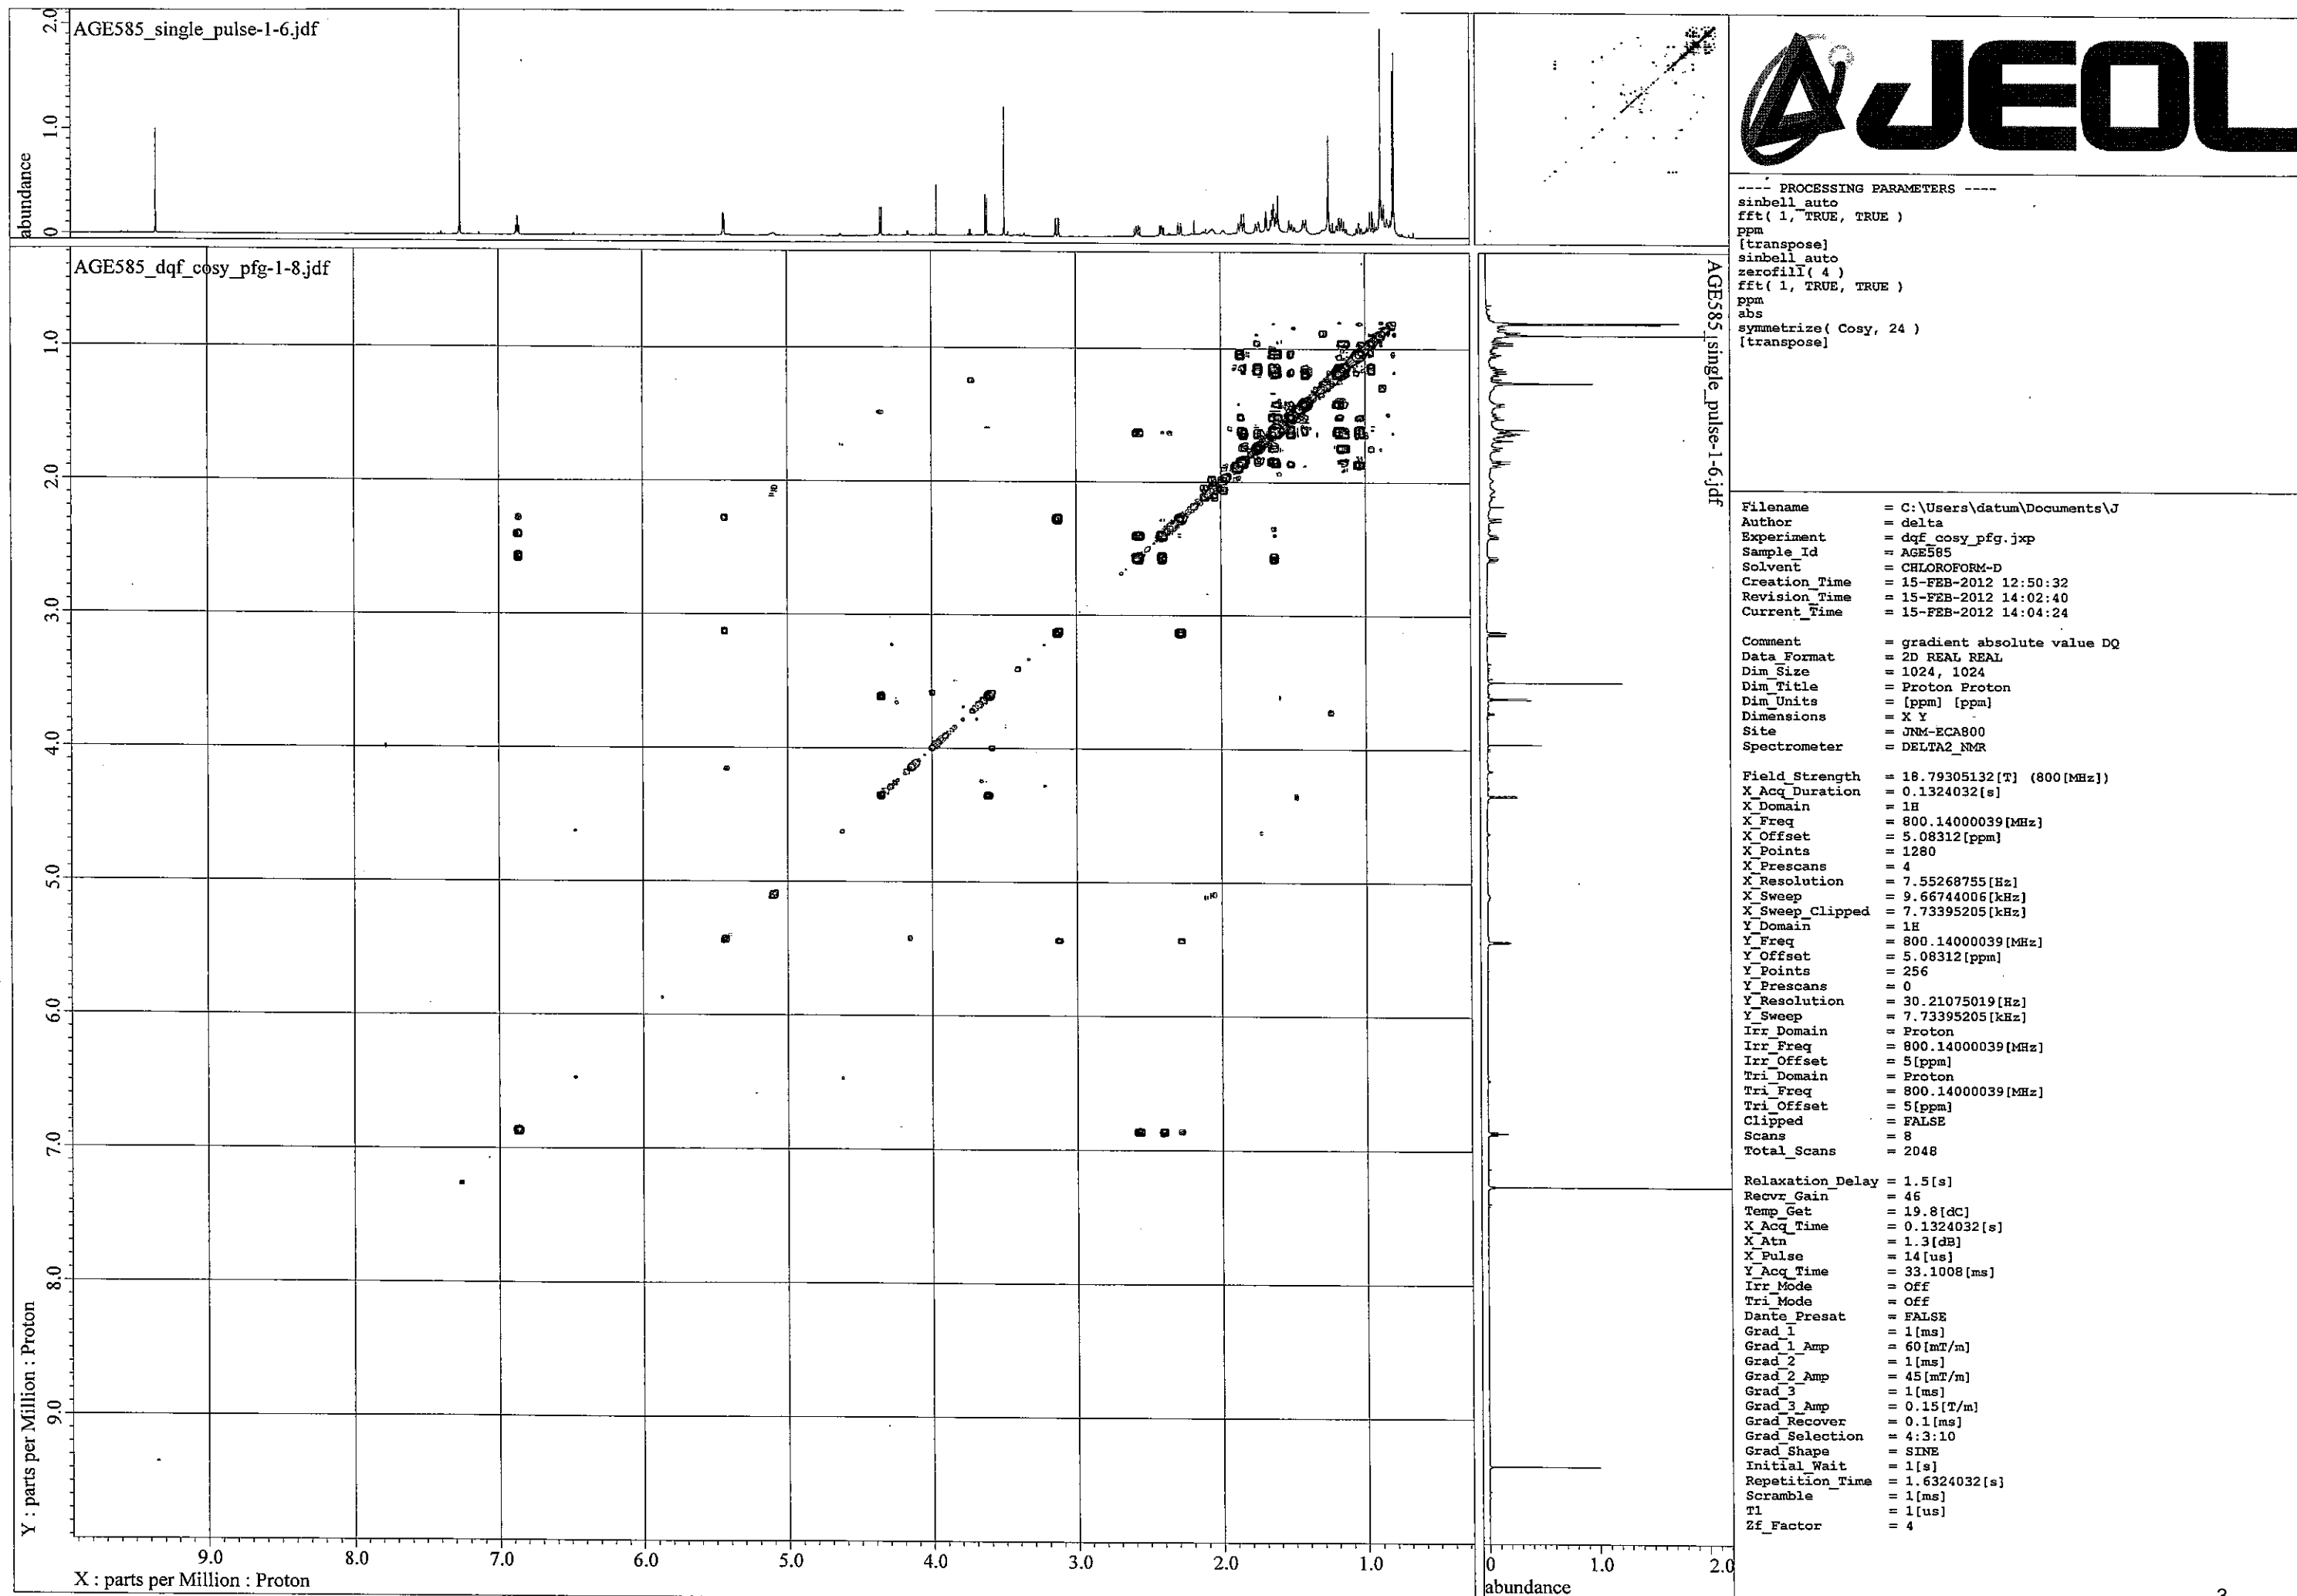 AGE585_single_pulse-1-6.jdf
2.0
1.0
0
abundance
AGE585_dqf_cosy_pfg-1-8.jdf
1.0
2.0
3.0
4.0
5.0
6.0
7.0
8.0
9.0
Y : parts per Million : Proton
9.0 8.0 7.0 6.0 5.0 4.0 3.0 2.0 1.0
X : parts per Million : Proton
AGE585_single_pulse-1-6.jdf
0 1.0 2.0
abundance
JEOL
---- PROCESSING PARAMETERS ----
sinbell_auto
fft( 1, TRUE, TRUE )
ppm
[transpose]
sinbell_auto
zerofill( 4 )
fft( 1, TRUE, TRUE )
ppm
abs
symmetrize( Cosy, 24 )
[transpose]
Filename = C:\Users\datum\Documents\J
Author = delta
Experiment = dqf_cosy_pfg.jxp
Sample_Id = AGE585
Solvent = CHLOROFORM-D
Creation_Time = 15-FEB-2012 12:50:32
Revision_Time = 15-FEB-2012 14:02:40
Current_Time = 15-FEB-2012 14:04:24
Comment = gradient absolute value DQ
Data_Format = 2D REAL REAL
Dim_Size = 1024, 1024
Dim_Title = Proton Proton
Dim_Units = [ppm] [ppm]
Dimensions = X Y
Site = JNM-ECA800
Spectrometer = DELTA2_NMR
Field_Strength = 18.79305132[T] (800[MHz])
X_Acq_Duration = 0.1324032[s]
X_Domain = 1H
X_Freq = 800.14000039[MHz]
X_Offset = 5.08312[ppm]
X_Points = 1280
X_Prescans = 4
X_Resolution = 7.55268755[Hz]
X_Sweep = 9.66744006[kHz]
X_Sweep_Clipped = 7.73395205[kHz]
Y_Domain = 1H
Y_Freq = 800.14000039[MHz]
Y_Offset = 5.08312[ppm]
Y_Points = 256
Y_Prescans = 0
Y_Resolution = 30.21075019[Hz]
Y_Sweep = 7.73395205[kHz]
Irr_Domain = Proton
Irr_Freq = 800.14000039[MHz]
Irr_Offset = 5[ppm]
Tri_Domain = Proton
Tri_Freq = 800.14000039[MHz]
Tri_Offset = 5[ppm]
Clipped = FALSE
Scans = 8
Total_Scans = 2048
Relaxation_Delay = 1.5[s]
Recvr_Gain = 46
Temp_Get = 19.8[dC]
X_Acq_Time = 0.1324032[s]
X_Atn = 1.3[dB]
X_Pulse = 14[us]
Y_Acq_Time = 33.1008[ms]
Irr_Mode = Off
Tri_Mode = Off
Dante_Presat = FALSE
Grad_1 = 1[ms]
Grad_1_Amp = 60[mT/m]
Grad_2 = 1[ms]
Grad_2_Amp = 45[mT/m]
Grad_3 = 1[ms]
Grad_3_Amp = 0.15[T/m]
Grad_Recover = 0.1[ms]
Grad_Selection = 4:3:10
Grad_Shape = SINE
Initial_Wait = 1[s]
Repetition_Time = 1.6324032[s]
Scramble = 1[ms]
T1 = 1[us]
Zf_Factor = 4